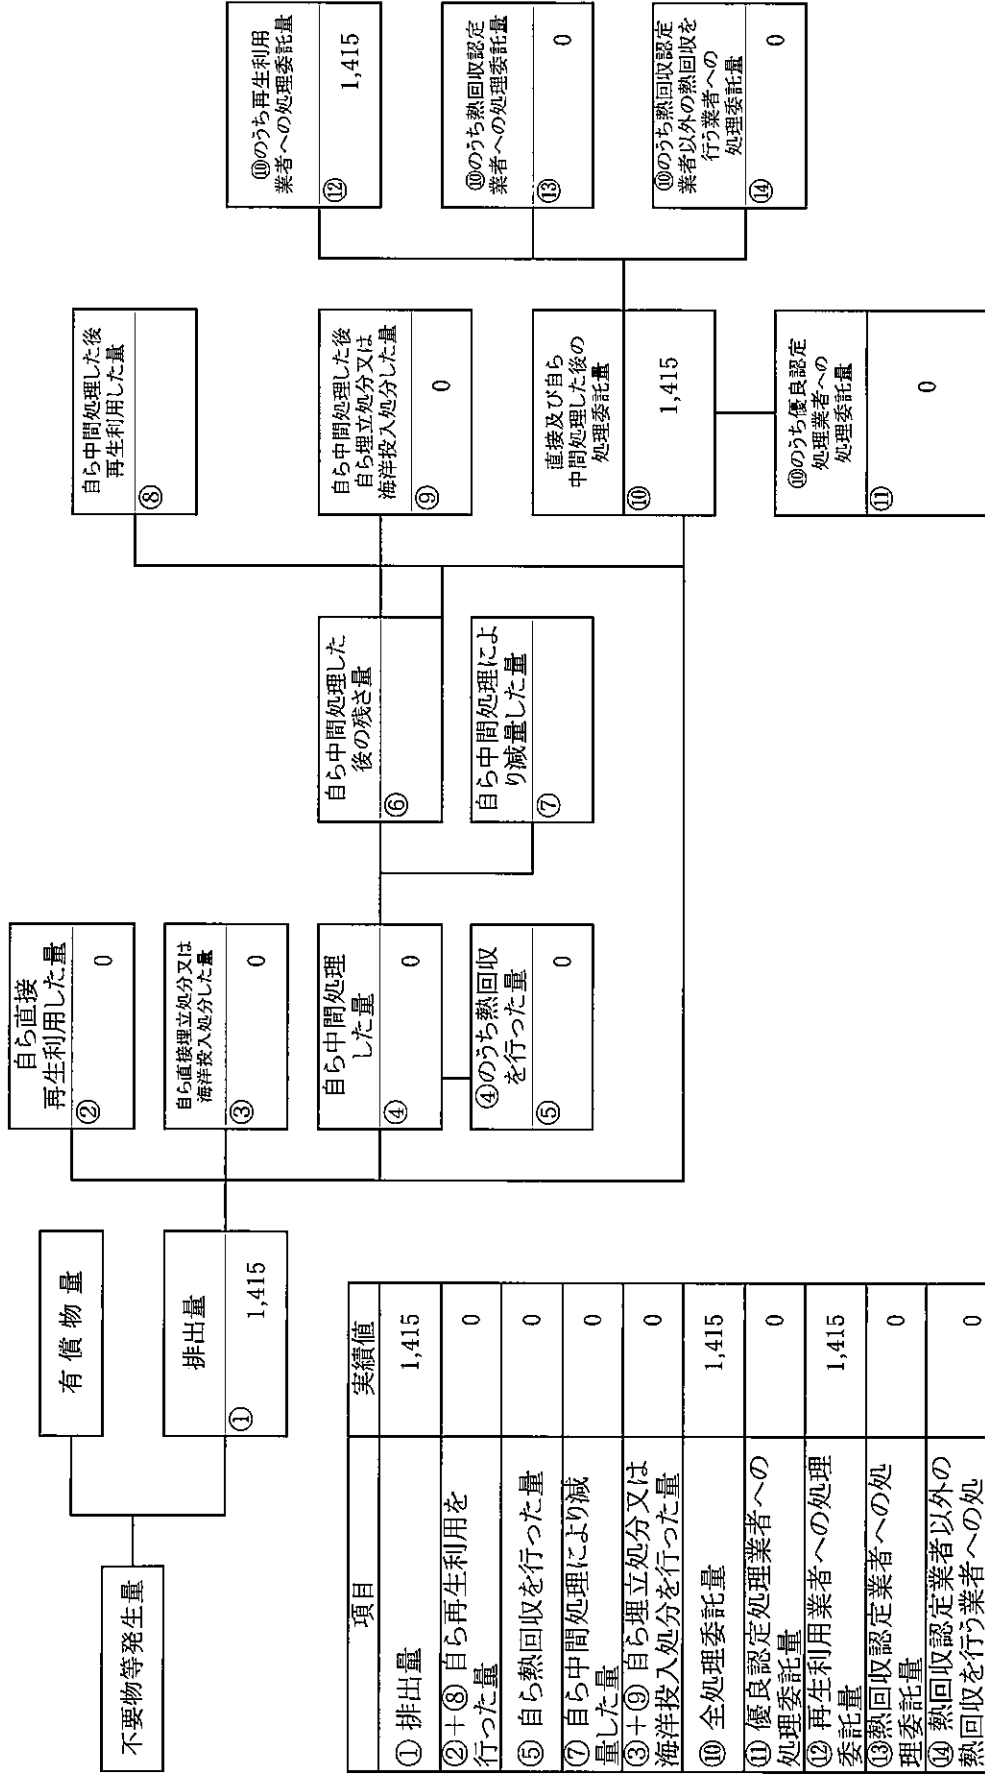 不要物等発生量
有償物量
排出量
① 1,415
自ら直接
再生利用した量
② 0
自ら直接埋立処分又は
海洋投入処分した量
③ 0
自ら中間処理
した量
④ 0
④のうち熱回収
を行った量
⑤ 0
自ら中間処理した
後の残さ量
⑥
自ら中間処理によ
り減量した量
⑦
自ら中間処理した後
再生利用した量
⑧
自ら中間処理した後
自ら埋立処分又は
海洋投入処分した量
⑨ 0
直接及び自ら
中間処理した後の
処理委託量
⑩ 1,415
⑩のうち優良認定
処理業者への
処理委託量
⑪ 0
⑩のうち再生利用
業者への処理委託量
⑫ 1,415
⑩のうち熱回収認定
業者への処理委託量
⑬ 0
⑩のうち熱回収認定
業者以外の熱回収を
行う業者への
処理委託量
⑭ 0
項目 実績値
① 排出量 1,415
②+⑧ 自ら再生利用を
行った量 0
⑤ 自ら熱回収を行った量 0
⑦ 自ら中間処理により減
量した量 0
③+⑨ 自ら埋立処分又は
海洋投入処分を行った量 0
⑩ 全処理委託量 1,415
⑪ 優良認定処理業者への
処理委託量 0
⑫ 再生利用業者への処理
委託量 1,415
⑬熱回収認定業者への処
理委託量 0
⑭ 熱回収認定業者以外の
熱回収を行う業者への処 0